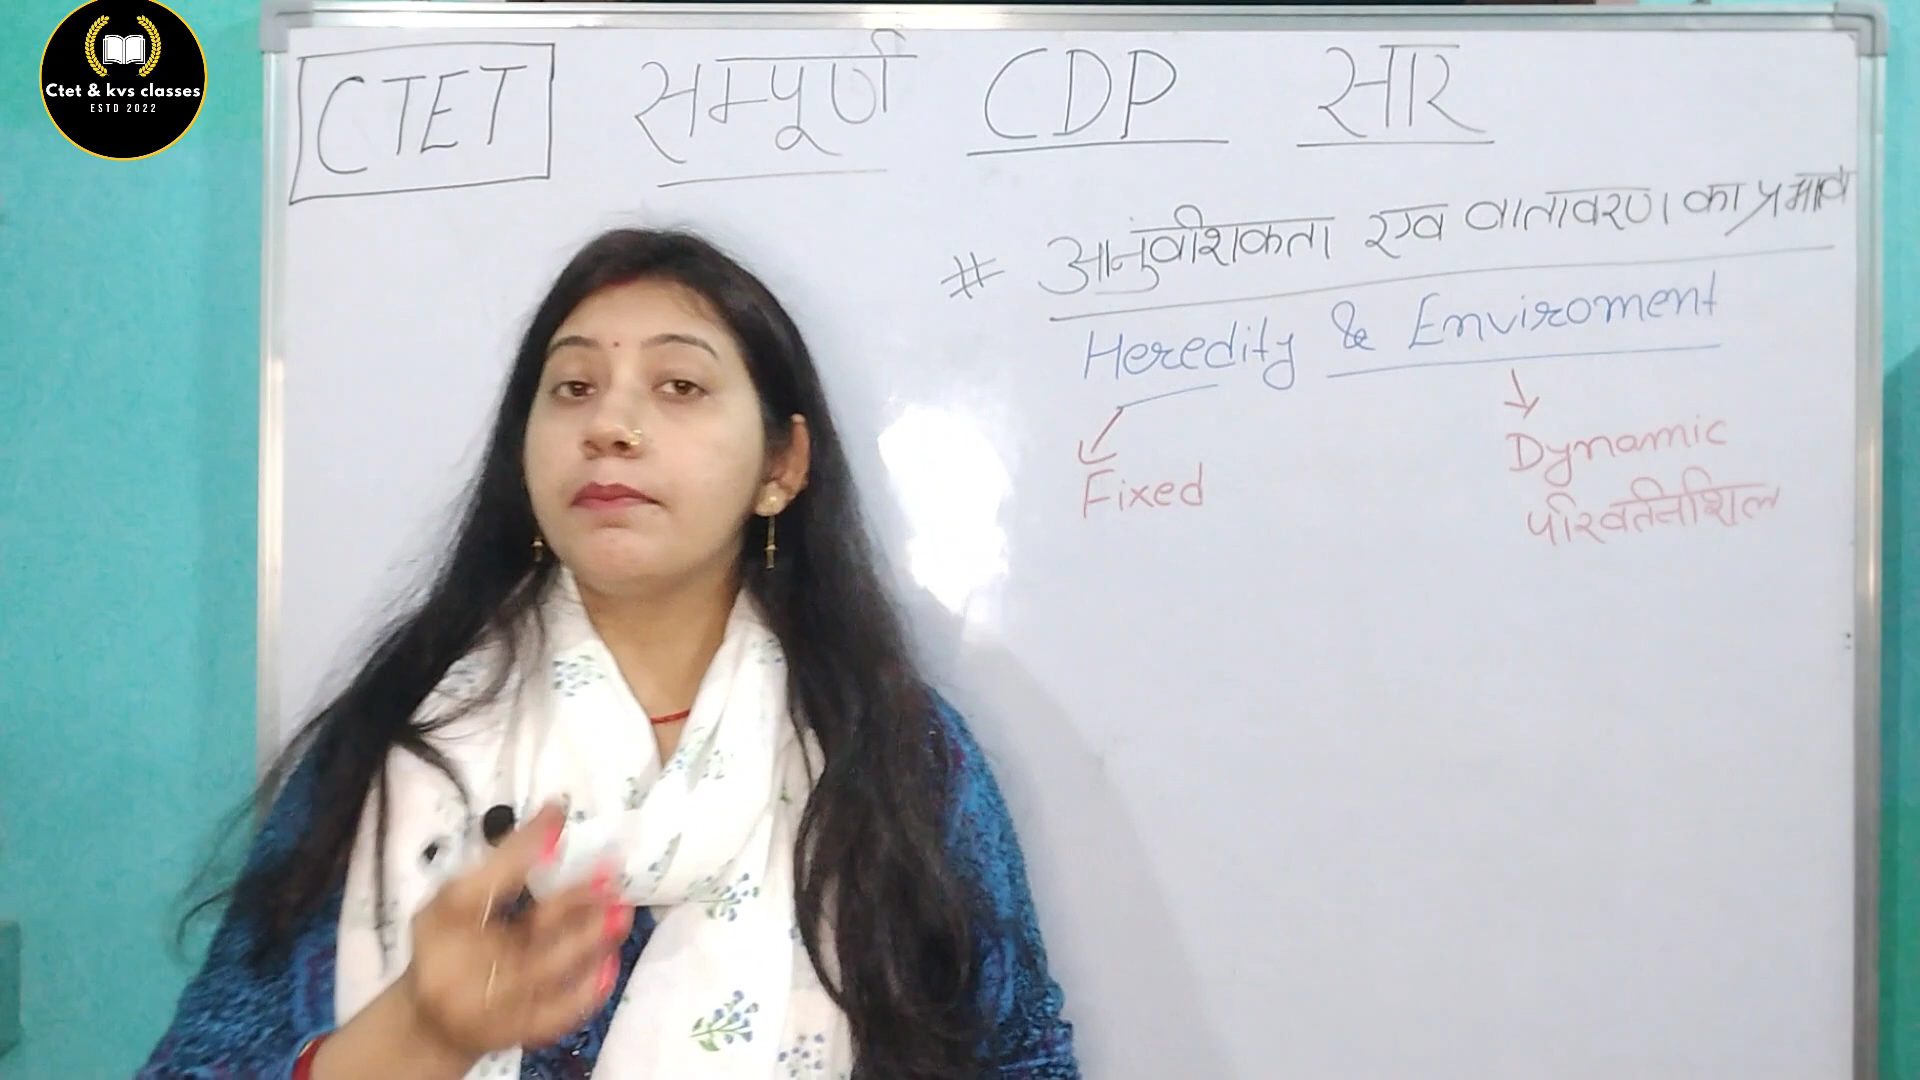 Ctet & kvs classes
ESTD 2022
CTET सम्पूर्ण CDP सार
# आनुवंशिकता एवं वातावरण का प्रभाव
Heredity & Enviroment
Fixed
Dynamic
परिवर्तनशिल